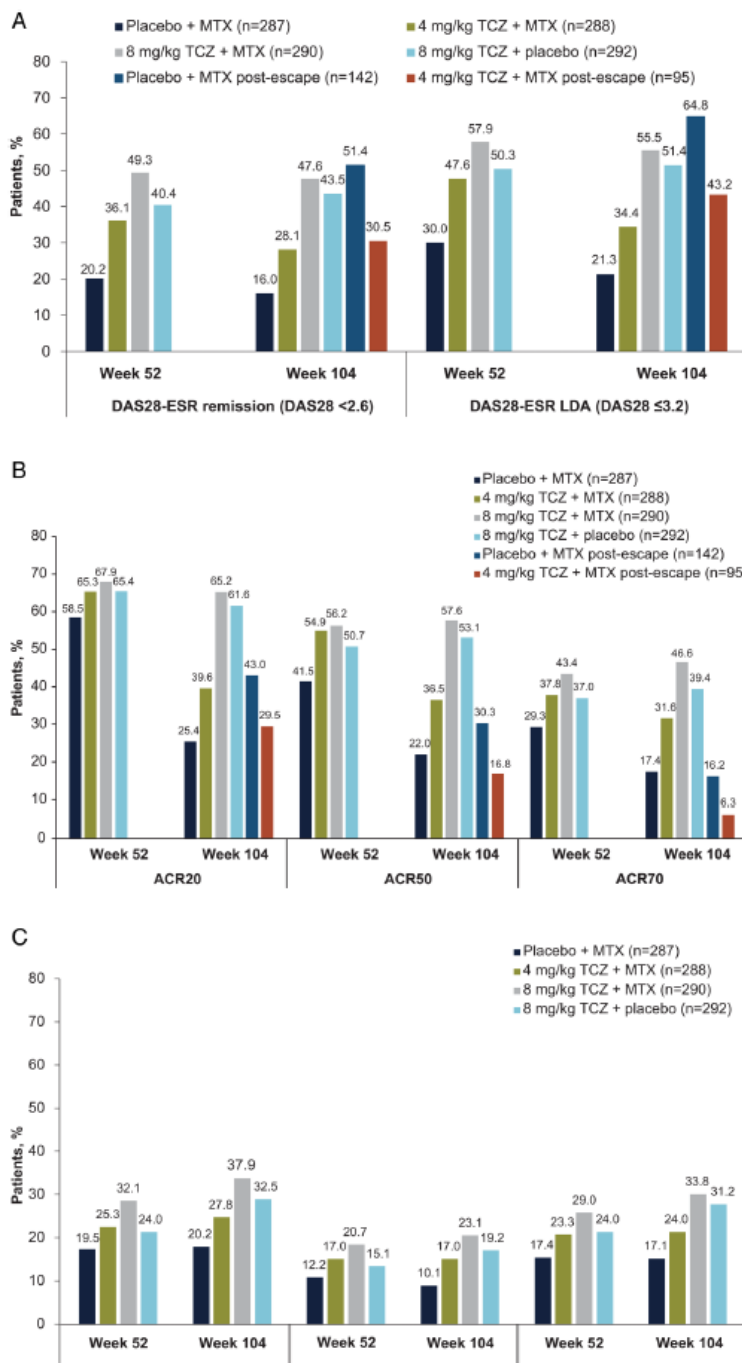 A
Placebo + MTX (n=287) 4 mg/kg TCZ + MTX (n=288)
8 mg/kg TCZ + MTX (n=290) 8 mg/kg TCZ + placebo (n=292)
Placebo + MTX post-escape (n=142) 4 mg/kg TCZ + MTX post-escape (n=95)
Patients, %
80
70
60
50
40
30
20
10
0
20.2 36.1 49.3 40.4
16.0 28.1 47.6 43.5 51.4 30.5
30.0 47.6 57.9 50.3
21.3 34.4 55.5 51.4 64.8 43.2
Week 52 Week 104 Week 52 Week 104
DAS28-ESR remission (DAS28 <2.6) DAS28-ESR LDA (DAS28 ≤3.2)
B
Placebo + MTX (n=287)
4 mg/kg TCZ + MTX (n=288)
8 mg/kg TCZ + MTX (n=290)
8 mg/kg TCZ + placebo (n=292)
Placebo + MTX post-escape (n=142)
4 mg/kg TCZ + MTX post-escape (n=95
Patients, %
80
70
60
50
40
30
20
10
0
58.5 65.3 67.9 65.4
25.4 39.6 65.2 61.6 43.0 29.5
41.5 54.9 56.2 50.7
22.0 36.5 57.6 53.1 30.3 16.8
29.3 37.8 43.4 37.0
17.4 31.6 46.6 39.4 16.2 6.3
Week 52 Week 104 Week 52 Week 104 Week 52 Week 104
ACR20 ACR50 ACR70
C
Placebo + MTX (n=287)
4 mg/kg TCZ + MTX (n=288)
8 mg/kg TCZ + MTX (n=290)
8 mg/kg TCZ + placebo (n=292)
Patients, %
80
70
60
50
40
30
20
10
0
19.5 25.3 32.1 24.0
20.2 27.8 37.9 32.5
12.2 17.0 20.7 15.1
10.1 17.0 23.1 19.2
17.4 23.3 29.0 24.0
17.1 24.0 33.8 31.2
Week 52 Week 104 Week 52 Week 104 Week 52 Week 104